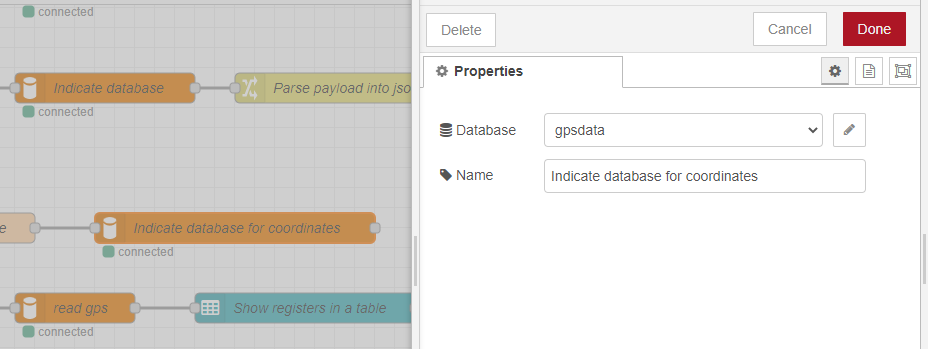 connected
Delete
Cancel
Done
Properties
Indicate database
Parse payload into jso
connected
Database
gpsdata
Name
Indicate database for coordinates
e
Indicate database for coordinates
connected
read gps
Show registers in a table
connected